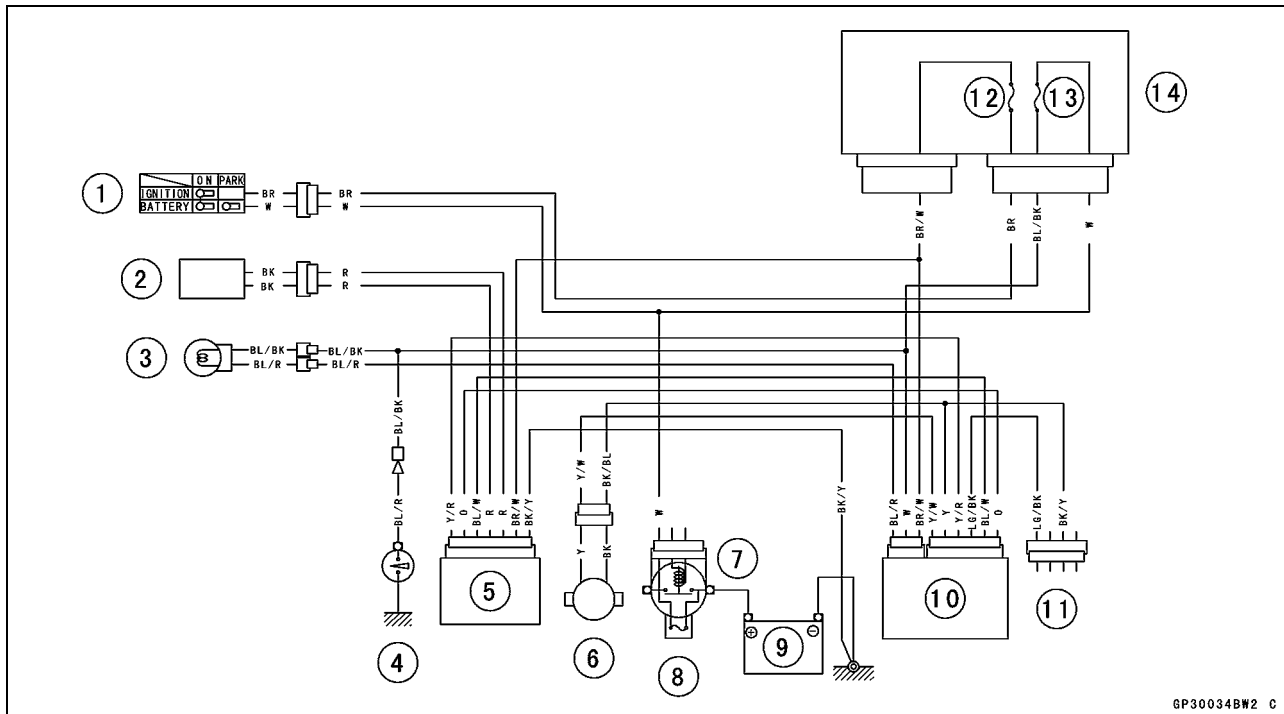 14
12 13
ON PARK
IGNITION
BATTERY
1
BR BR
W W
BR/W BR BL/BK W
2
BK R
BK R
3
BL/BK BL/BK
BL/R BL/R
BL/BK
BL/R
4
Y/R O BL/W R R BR/W BK/Y
5
Y/W BK/BL
Y BK
6
W
7
8
9
BK/Y
BL/R W BR/W Y/W Y Y/R LG/BK BL/W O
10
LG/BK BK/Y
11
GP30034BW2 C